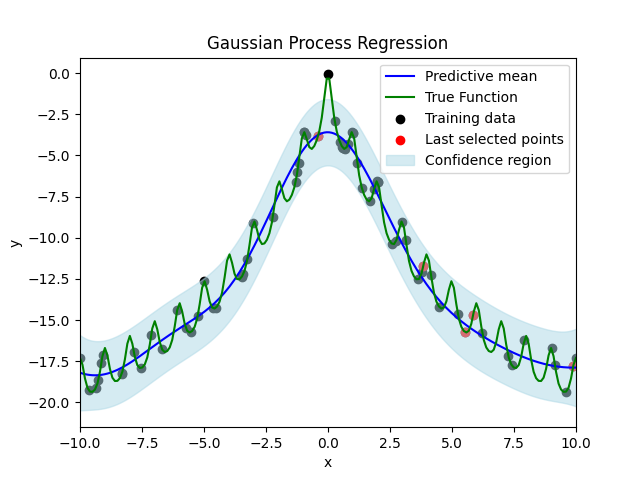 Gaussian Process Regression
Predictive mean
True Function
Training data
Last selected points
Confidence region
y
0.0
−2.5
−5.0
−7.5
−10.0
−12.5
−15.0
−17.5
−20.0
−10.0 −7.5 −5.0 −2.5 0.0 2.5 5.0 7.5 10.0
x